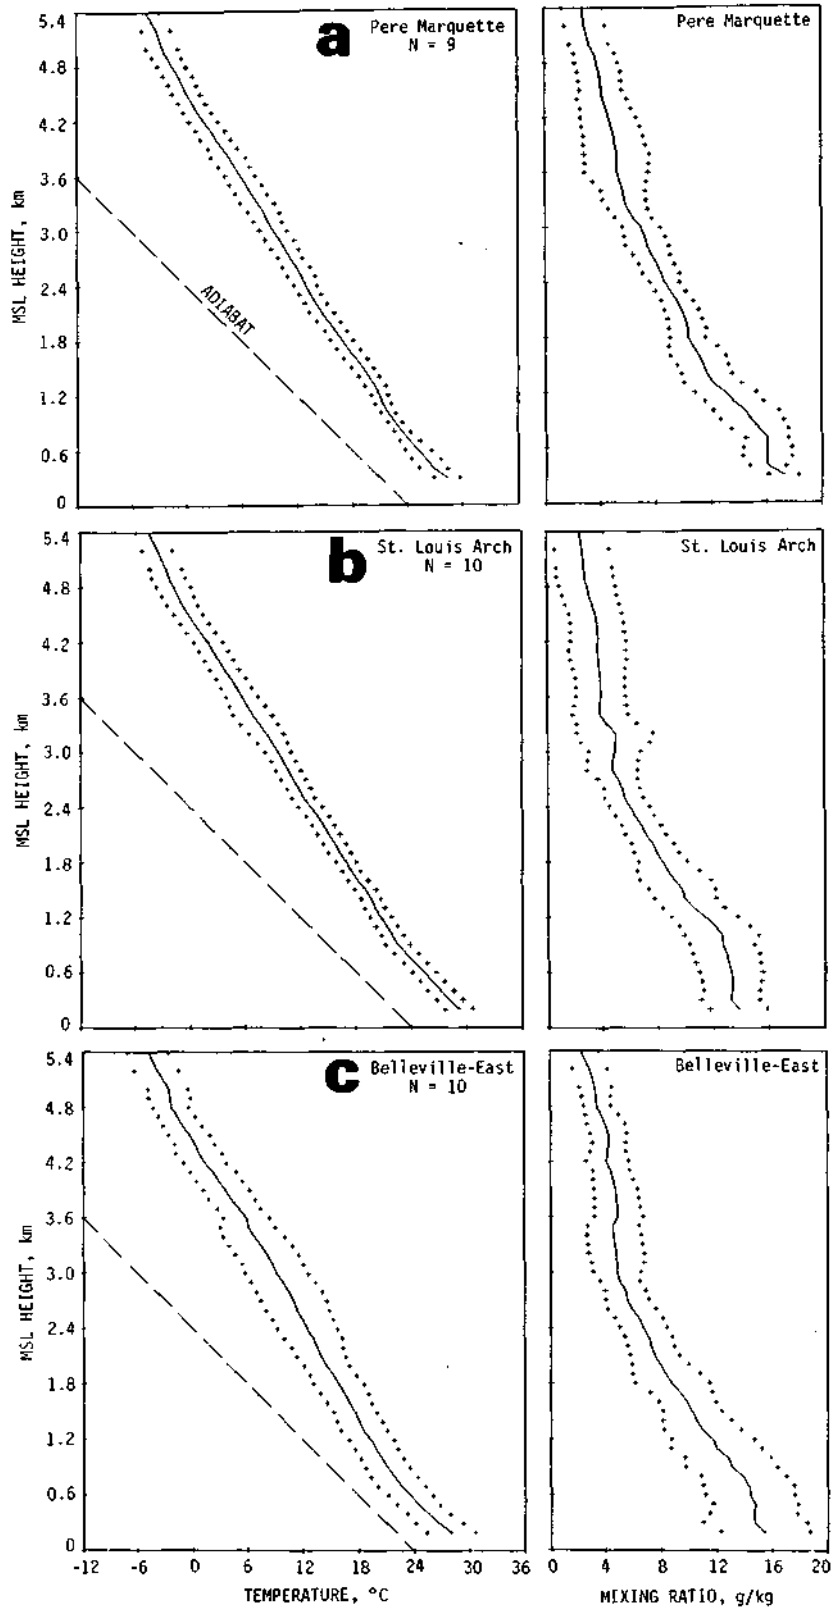 a
Pere Marquette
N = 9
Pere Marquette
5.4
4.8
4.2
3.6
3.0
2.4
1.8
1.2
0.6
0
MSL HEIGHT, km
ADIABAT
b
St. Louis Arch
N = 10
St. Louis Arch
5.4
4.8
4.2
3.6
3.0
2.4
1.8
1.2
0.6
0
MSL HEIGHT, km
c
Belleville-East
N = 10
Belleville-East
5.4
4.8
4.2
3.6
3.0
2.4
1.8
1.2
0.6
0
MSL HEIGHT, km
-12 -6 0 6 12 18 24 30 36
TEMPERATURE, °C
0 4 8 12 16 20
MIXING RATIO, g/kg